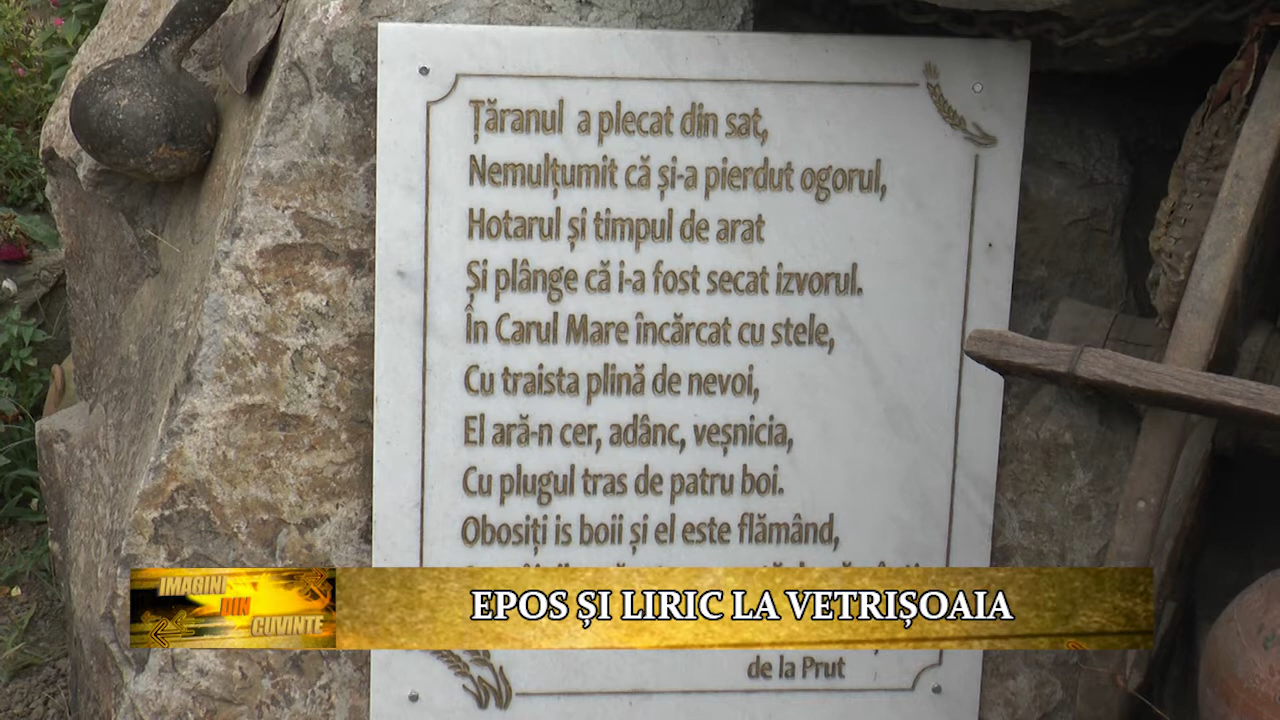 Țăranul a plecat din sat,
Nemulțumit că și-a pierdut ogorul,
Hotarul și timpul de arat
Și plânge că i-a fost secat izvorul.
În Carul Mare încărcat cu stele,
Cu traista plină de nevoi,
El ară-n cer, adânc, veșnicia,
Cu plugul tras de patru boi.
Obosiți is boii și el este flămând,
IMAGINI
DIN
CUVINTE
EPOS ȘI LIRIC LA VETRIȘOAIA
de la Prut